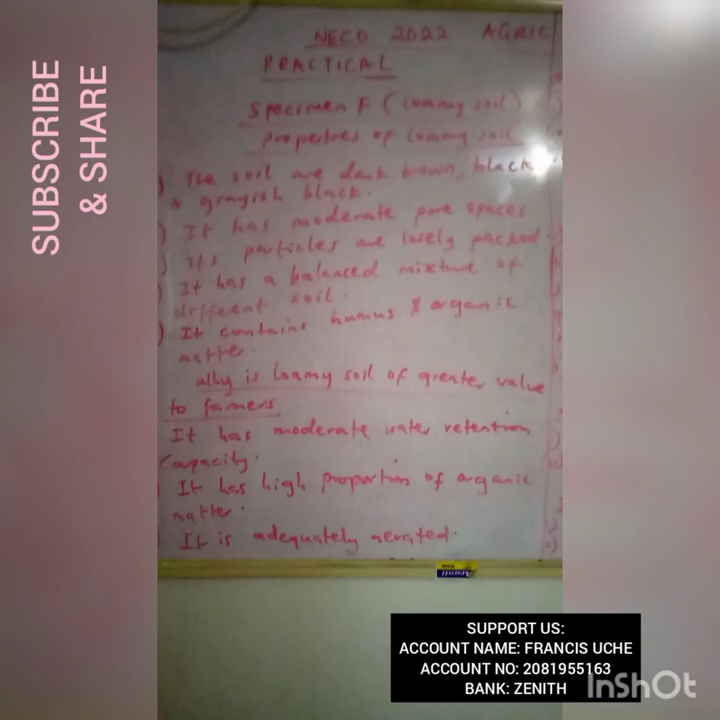 SUBSCRIBE
& SHARE
NECO 2022 AGRIC
PRACTICAL
Specimen F (loamy soil)
properties of loamy soil
) The soil are dark brown, black
& grayish black.
) It has moderate pore spaces
) Its particles are losely packed
) It has a balanced mixture of
different soil.
) It contains humus & organic
matter.
Why is loamy soil of greater value
to famers
It has moderate water retention
capacity.
It has high proportion of organic
matter.
It is adequately aerated.
SUPPORT US:
ACCOUNT NAME: FRANCIS UCHE
ACCOUNT NO: 2081955163
BANK: ZENITH
InShOt